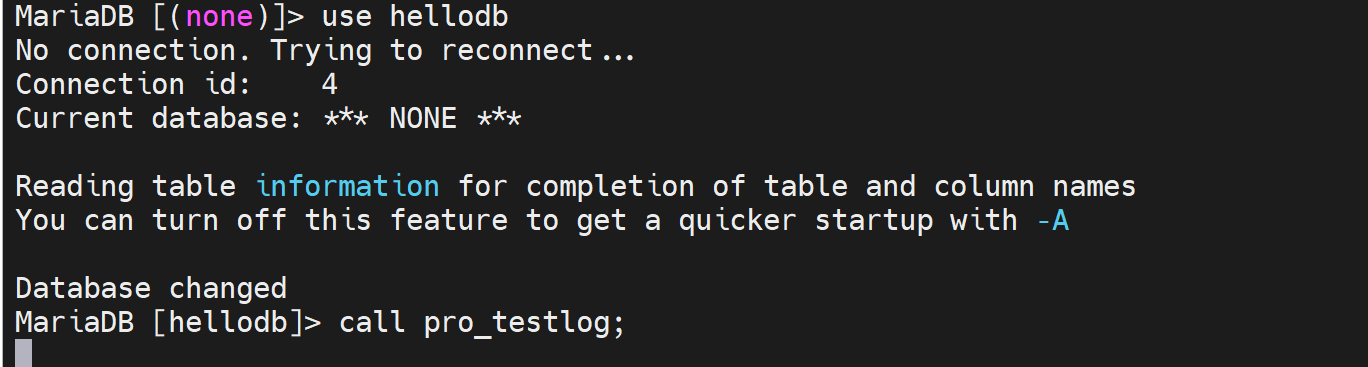 MariaDB [(none)]> use hellodb
No connection. Trying to reconnect...
Connection id:    4
Current database: *** NONE ***
Reading table information for completion of table and column names
You can turn off this feature to get a quicker startup with -A
Database changed
MariaDB [hellodb]> call pro_testlog;